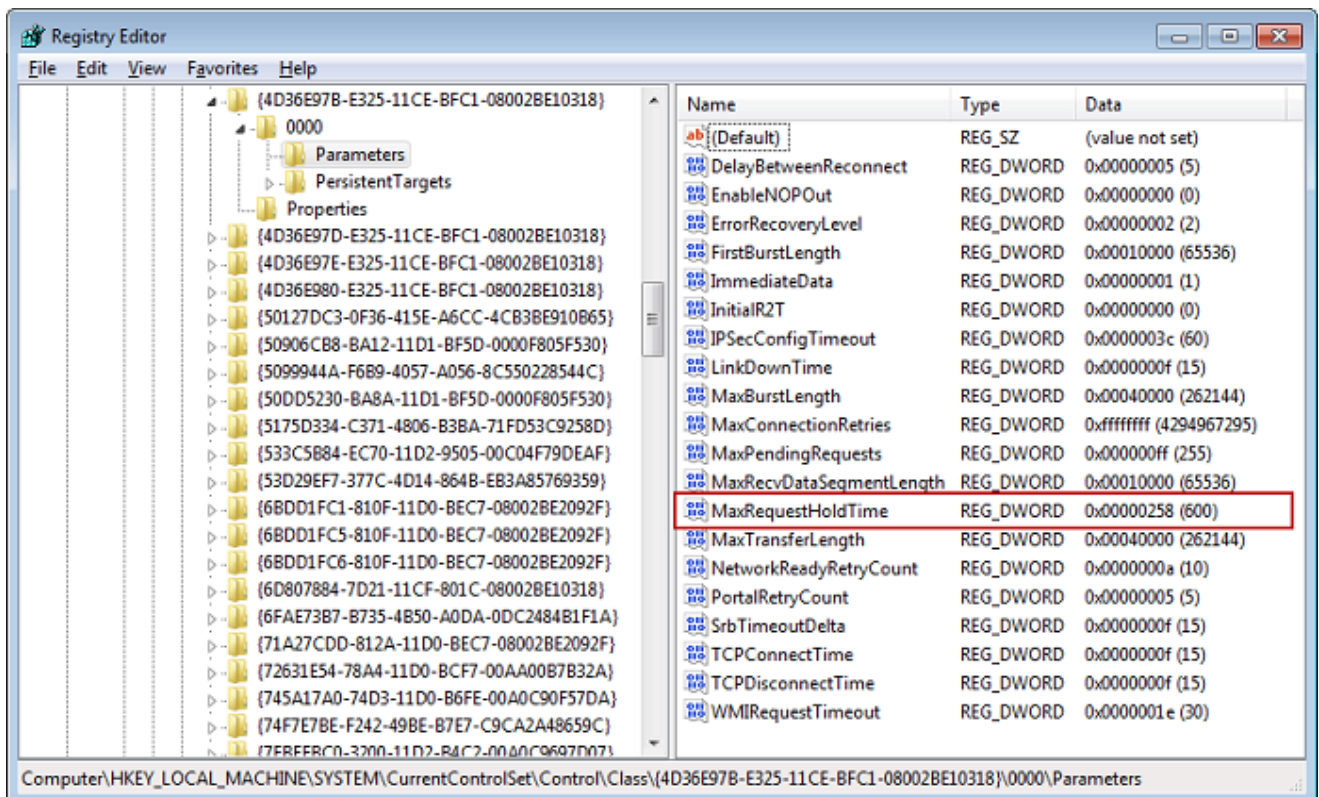 Registry Editor
File Edit View Favorites Help
{4D36E97B-E325-11CE-BFC1-08002BE10318}
0000
Parameters
PersistentTargets
Properties
{4D36E97D-E325-11CE-BFC1-08002BE10318}
{4D36E97E-E325-11CE-BFC1-08002BE10318}
{4D36E980-E325-11CE-BFC1-08002BE10318}
{50127DC3-0F36-415E-A6CC-4CB3BE910B65}
{50906CB8-BA12-11D1-BF5D-0000F805F530}
{5099944A-F6B9-4057-A056-8C550228544C}
{50DD5230-BA8A-11D1-BF5D-0000F805F530}
{5175D334-C371-4806-B3BA-71FD53C9258D}
{533C5B84-EC70-11D2-9505-00C04F79DEAF}
{53D29EF7-377C-4D14-864B-EB3A85769359}
{6BDD1FC1-810F-11D0-BEC7-08002BE2092F}
{6BDD1FC5-810F-11D0-BEC7-08002BE2092F}
{6BDD1FC6-810F-11D0-BEC7-08002BE2092F}
{6D807884-7D21-11CF-801C-08002BE10318}
{6FAE73B7-B735-4B50-A0DA-0DC2484B1F1A}
{71A27CDD-812A-11D0-BEC7-08002BE2092F}
{72631E54-78A4-11D0-BCF7-00AA00B7B32A}
{745A17A0-74D3-11D0-B6FE-00A0C90F57DA}
{74F7E7BE-F242-49BE-B7E7-C9CA2A48659C}
{7EBEFBC0-3200-11D2-B4C2-00A0C9697D07}
Name Type Data
(Default) REG_SZ (value not set)
DelayBetweenReconnect REG_DWORD 0x00000005 (5)
EnableNOPOut REG_DWORD 0x00000000 (0)
ErrorRecoveryLevel REG_DWORD 0x00000002 (2)
FirstBurstLength REG_DWORD 0x00010000 (65536)
ImmediateData REG_DWORD 0x00000001 (1)
InitialR2T REG_DWORD 0x00000000 (0)
IPSecConfigTimeout REG_DWORD 0x0000003c (60)
LinkDownTime REG_DWORD 0x0000000f (15)
MaxBurstLength REG_DWORD 0x00040000 (262144)
MaxConnectionRetries REG_DWORD 0xffffffff (4294967295)
MaxPendingRequests REG_DWORD 0x000000ff (255)
MaxRecvDataSegmentLength REG_DWORD 0x00010000 (65536)
MaxRequestHoldTime REG_DWORD 0x00000258 (600)
MaxTransferLength REG_DWORD 0x00040000 (262144)
NetworkReadyRetryCount REG_DWORD 0x0000000a (10)
PortalRetryCount REG_DWORD 0x00000005 (5)
SrbTimeoutDelta REG_DWORD 0x0000000f (15)
TCPConnectTime REG_DWORD 0x0000000f (15)
TCPDisconnectTime REG_DWORD 0x0000000f (15)
WMIRequestTimeout REG_DWORD 0x0000001e (30)
Computer\HKEY_LOCAL_MACHINE\SYSTEM\CurrentControlSet\Control\Class\{4D36E97B-E325-11CE-BFC1-08002BE10318}\0000\Parameters